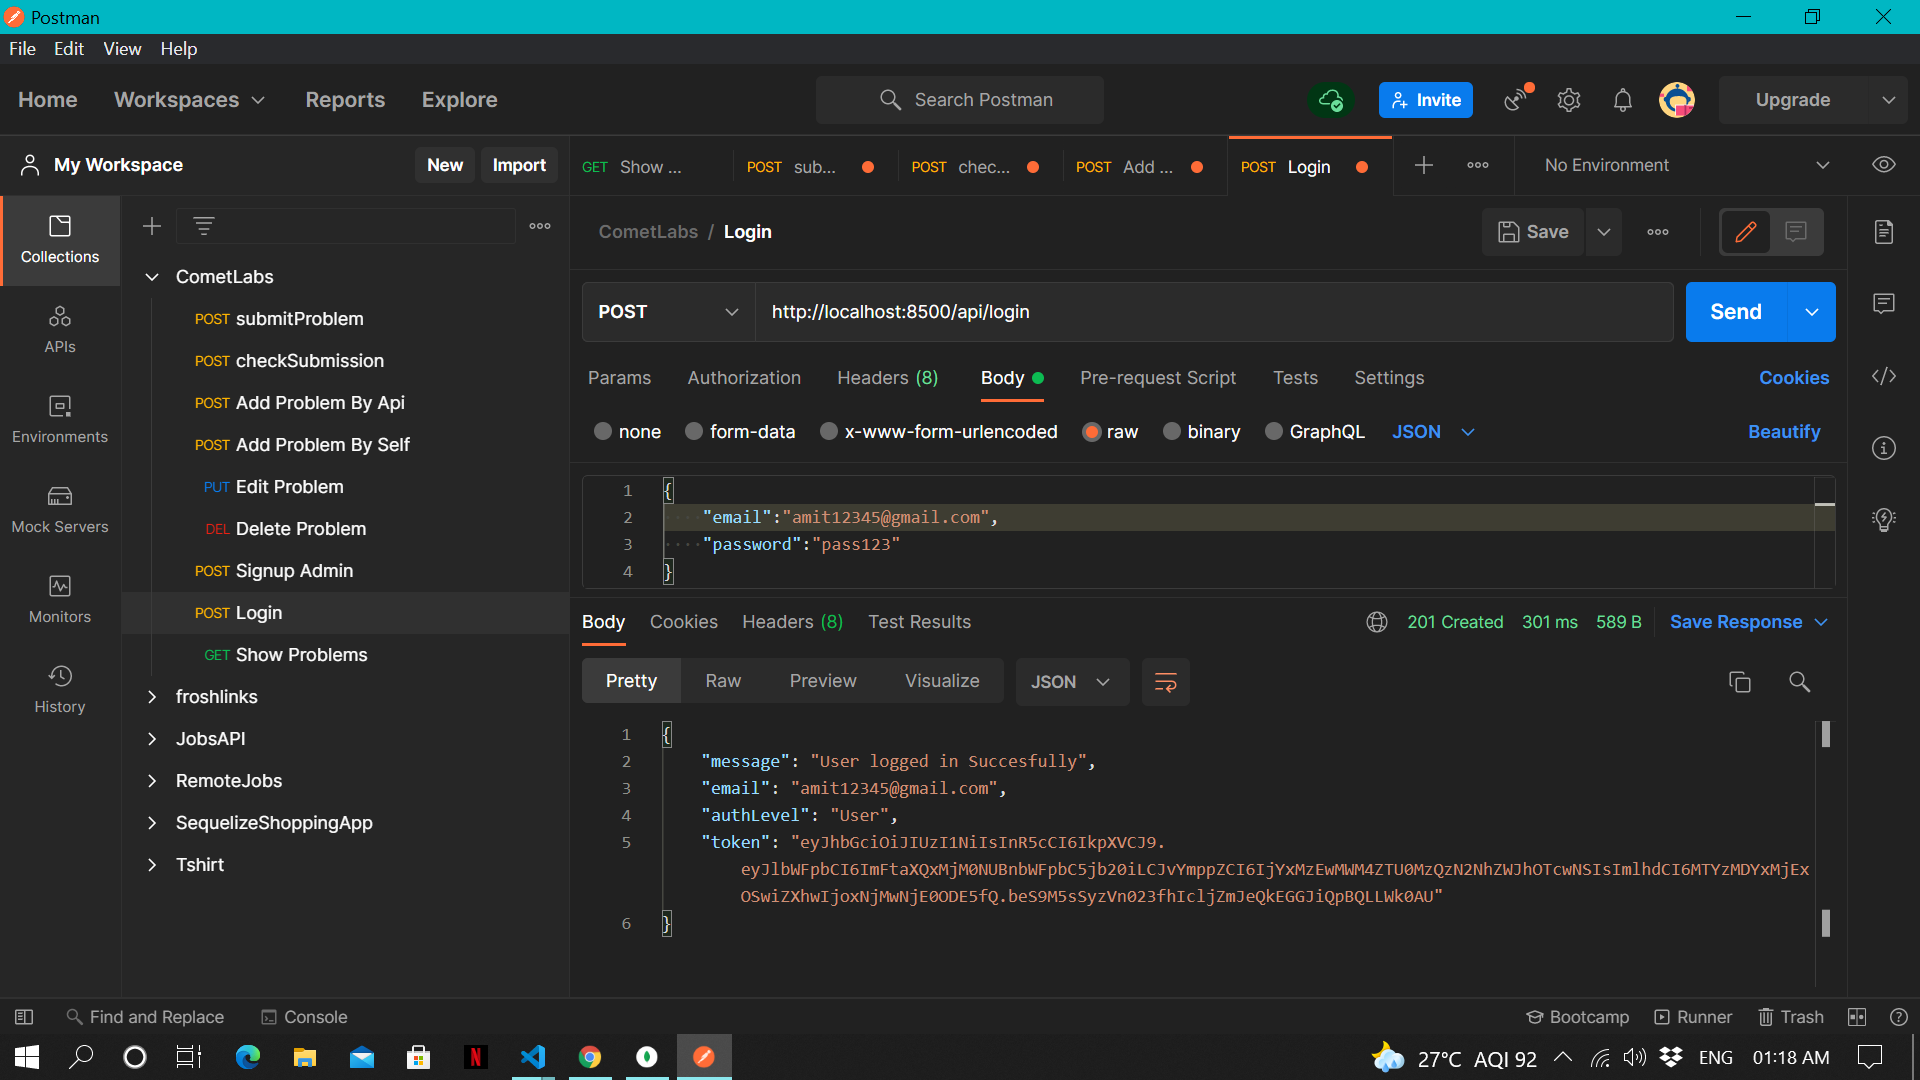 Postman
File Edit View Help
Home Workspaces Reports Explore Search Postman Invite Upgrade
My Workspace New Import
GET Show ... POST sub... POST chec... POST Add ... POST Login No Environment
Collections
APIs
Environments
Mock Servers
Monitors
History
CometLabs
POST submitProblem
POST checkSubmission
POST Add Problem By Api
POST Add Problem By Self
PUT Edit Problem
DEL Delete Problem
POST Signup Admin
POST Login
GET Show Problems
froshlinks
JobsAPI
RemoteJobs
SequelizeShoppingApp
Tshirt
CometLabs / Login Save
POST http://localhost:8500/api/login Send
Params Authorization Headers (8) Body Pre-request Script Tests Settings Cookies
none form-data x-www-form-urlencoded raw binary GraphQL JSON Beautify
1 {
2 "email":"amit12345@gmail.com",
3 "password":"pass123"
4 }
Body Cookies Headers (8) Test Results 201 Created 301 ms 589 B Save Response
Pretty Raw Preview Visualize JSON
1 {
2 "message": "User logged in Succesfully",
3 "email": "amit12345@gmail.com",
4 "authLevel": "User",
5 "token": "eyJhbGciOiJIUzI1NiIsInR5cCI6IkpXVCJ9.
eyJlbWFpbCI6ImFtaXQxMjM0NUBnbWFpbC5jb20iLCJvYmppZCI6IjYxMzEwMWM4ZTU0MzQzN2NhZWJhOTcwNSIsImlhdCI6MTYzMDYxMjEx
OSwiZXhwIjoxNjMwNjE0ODE5fQ.beS9M5sSyzVn023fhIcljZmJeQkEGGJiQpBQLLWk0AU"
6 }
Find and Replace Console Bootcamp Runner Trash
27°C AQI 92 ENG 01:18 AM